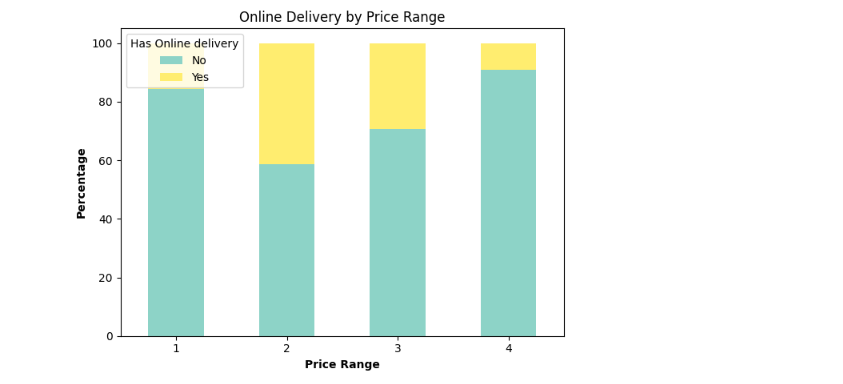 Online Delivery by Price Range
Has Online delivery
No
Yes
100
80
60
40
20
0
Percentage
1 2 3 4
Price Range